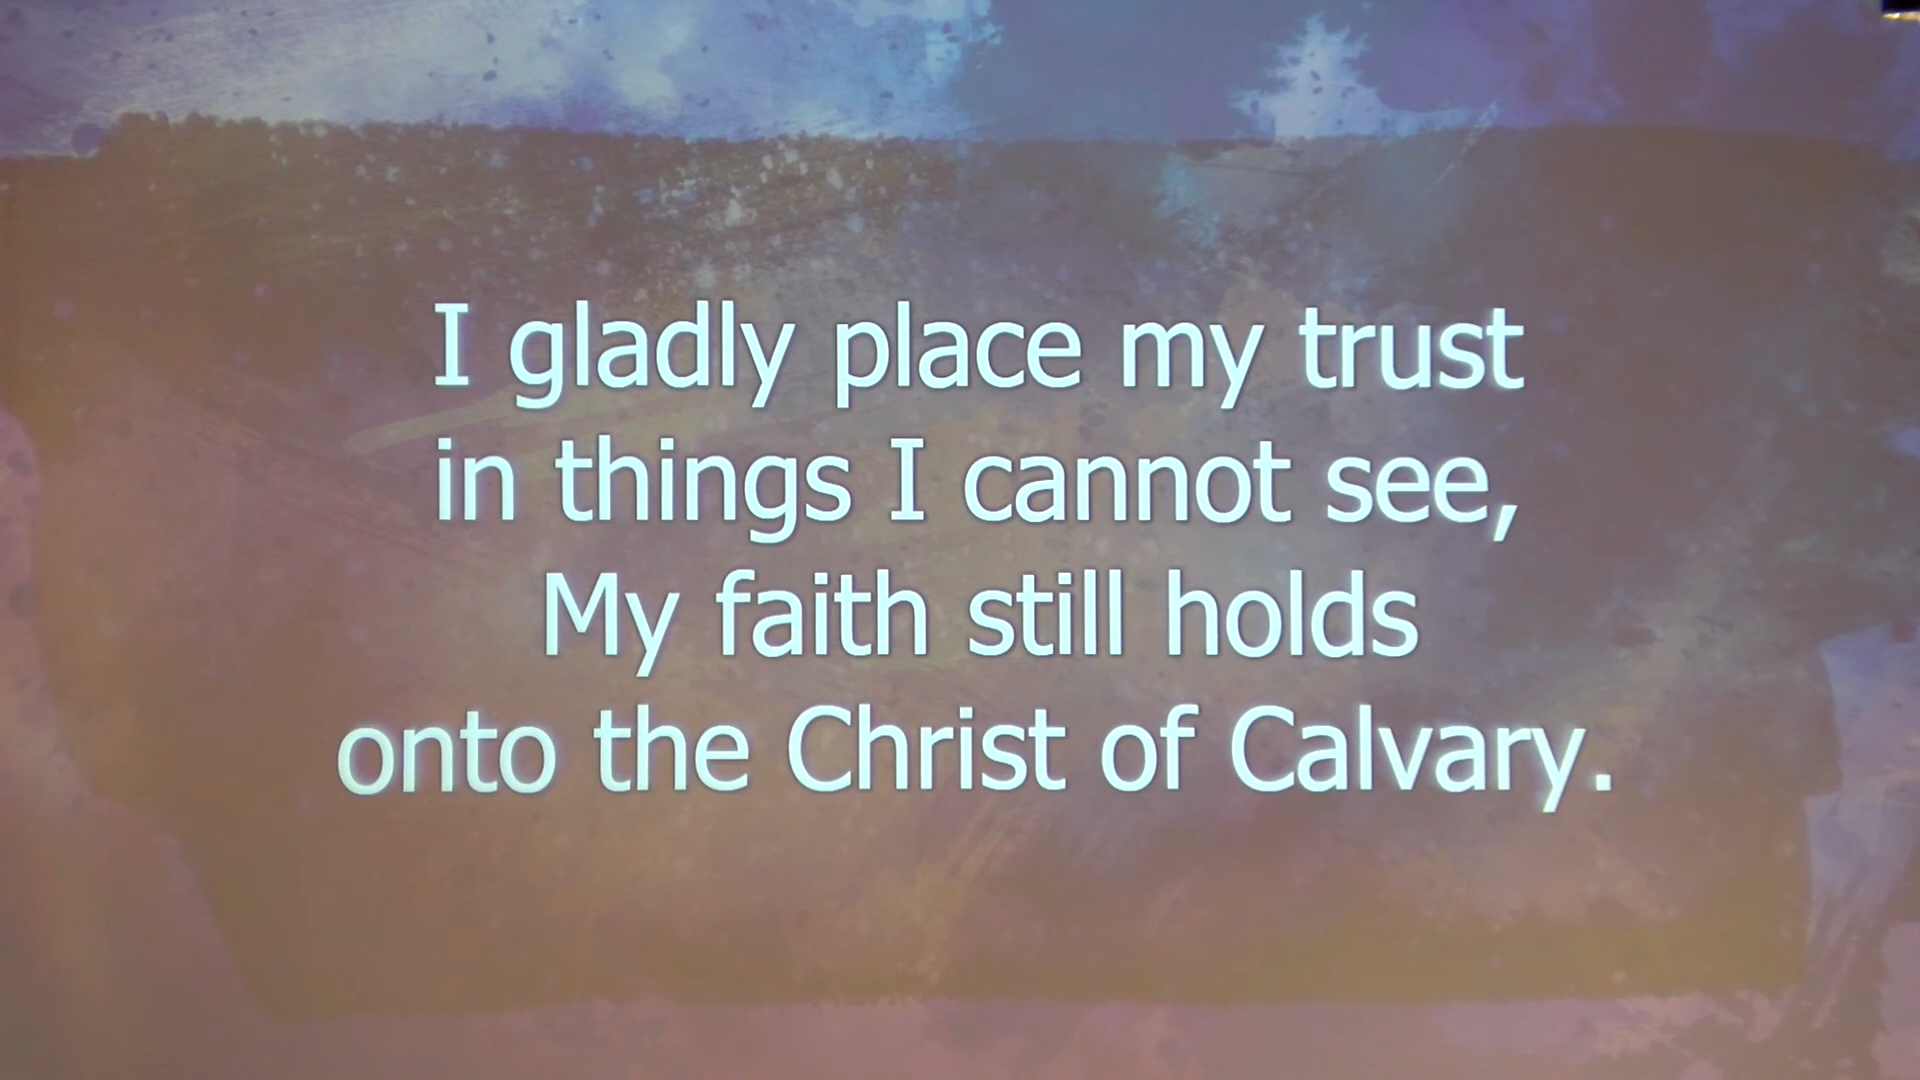 I gladly place my trust
in things I cannot see,
My faith still holds
onto the Christ of Calvary.